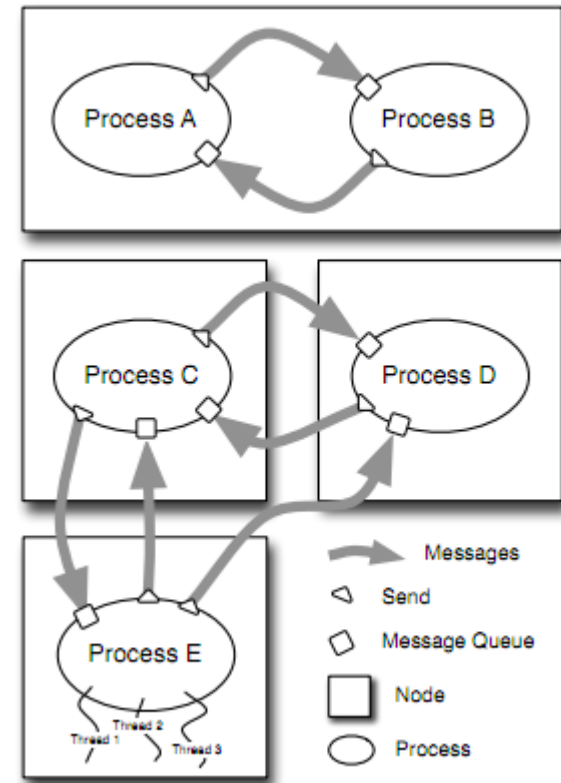 Process A
Process B
Process C
Process D
Process E
Thread 1
Thread 2
Thread 3
Messages
Send
Message Queue
Node
Process